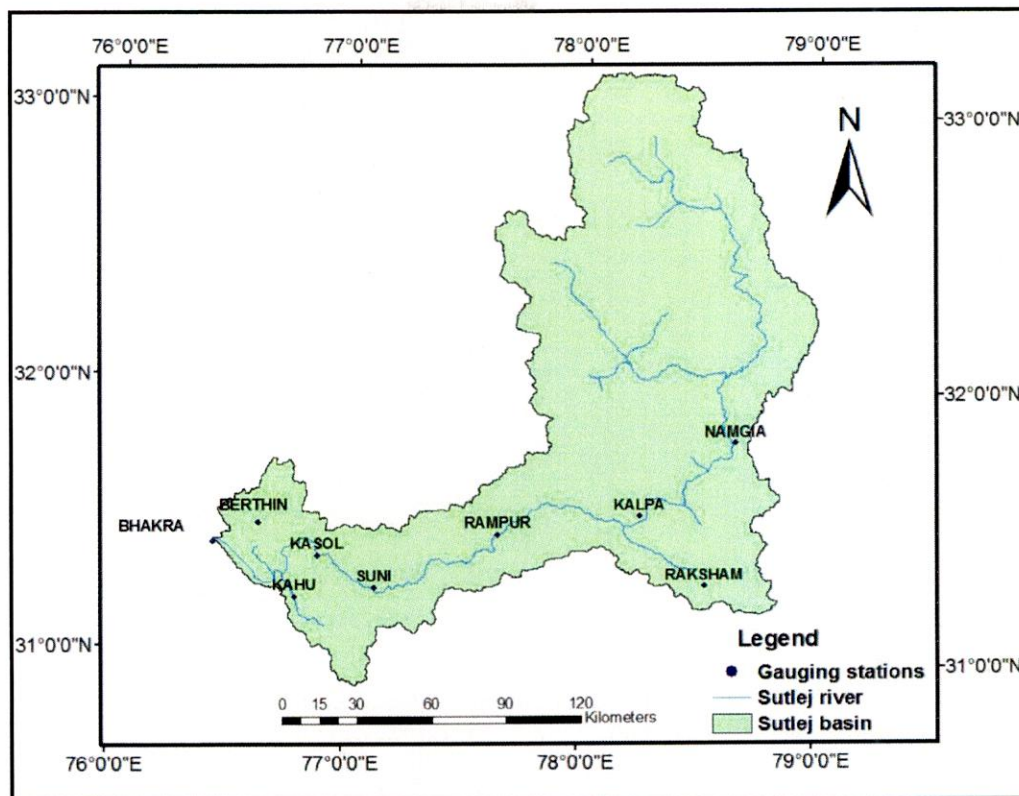 76°0'0"E 77°0'0"E 78°0'0"E 79°0'0"E
33°0'0"N
33°0'0"N
N
32°0'0"N
32°0'0"N
NAMGIA
BERTHIN
KALPA
BHAKRA
RAMPUR
KASOL
SUNI
RAKSHAM
KAHU
31°0'0"N
31°0'0"N
Legend
Gauging stations
Sutlej river
Sutlej basin
0 15 30 60 90 120
Kilometers
76°0'0"E 77°0'0"E 78°0'0"E 79°0'0"E